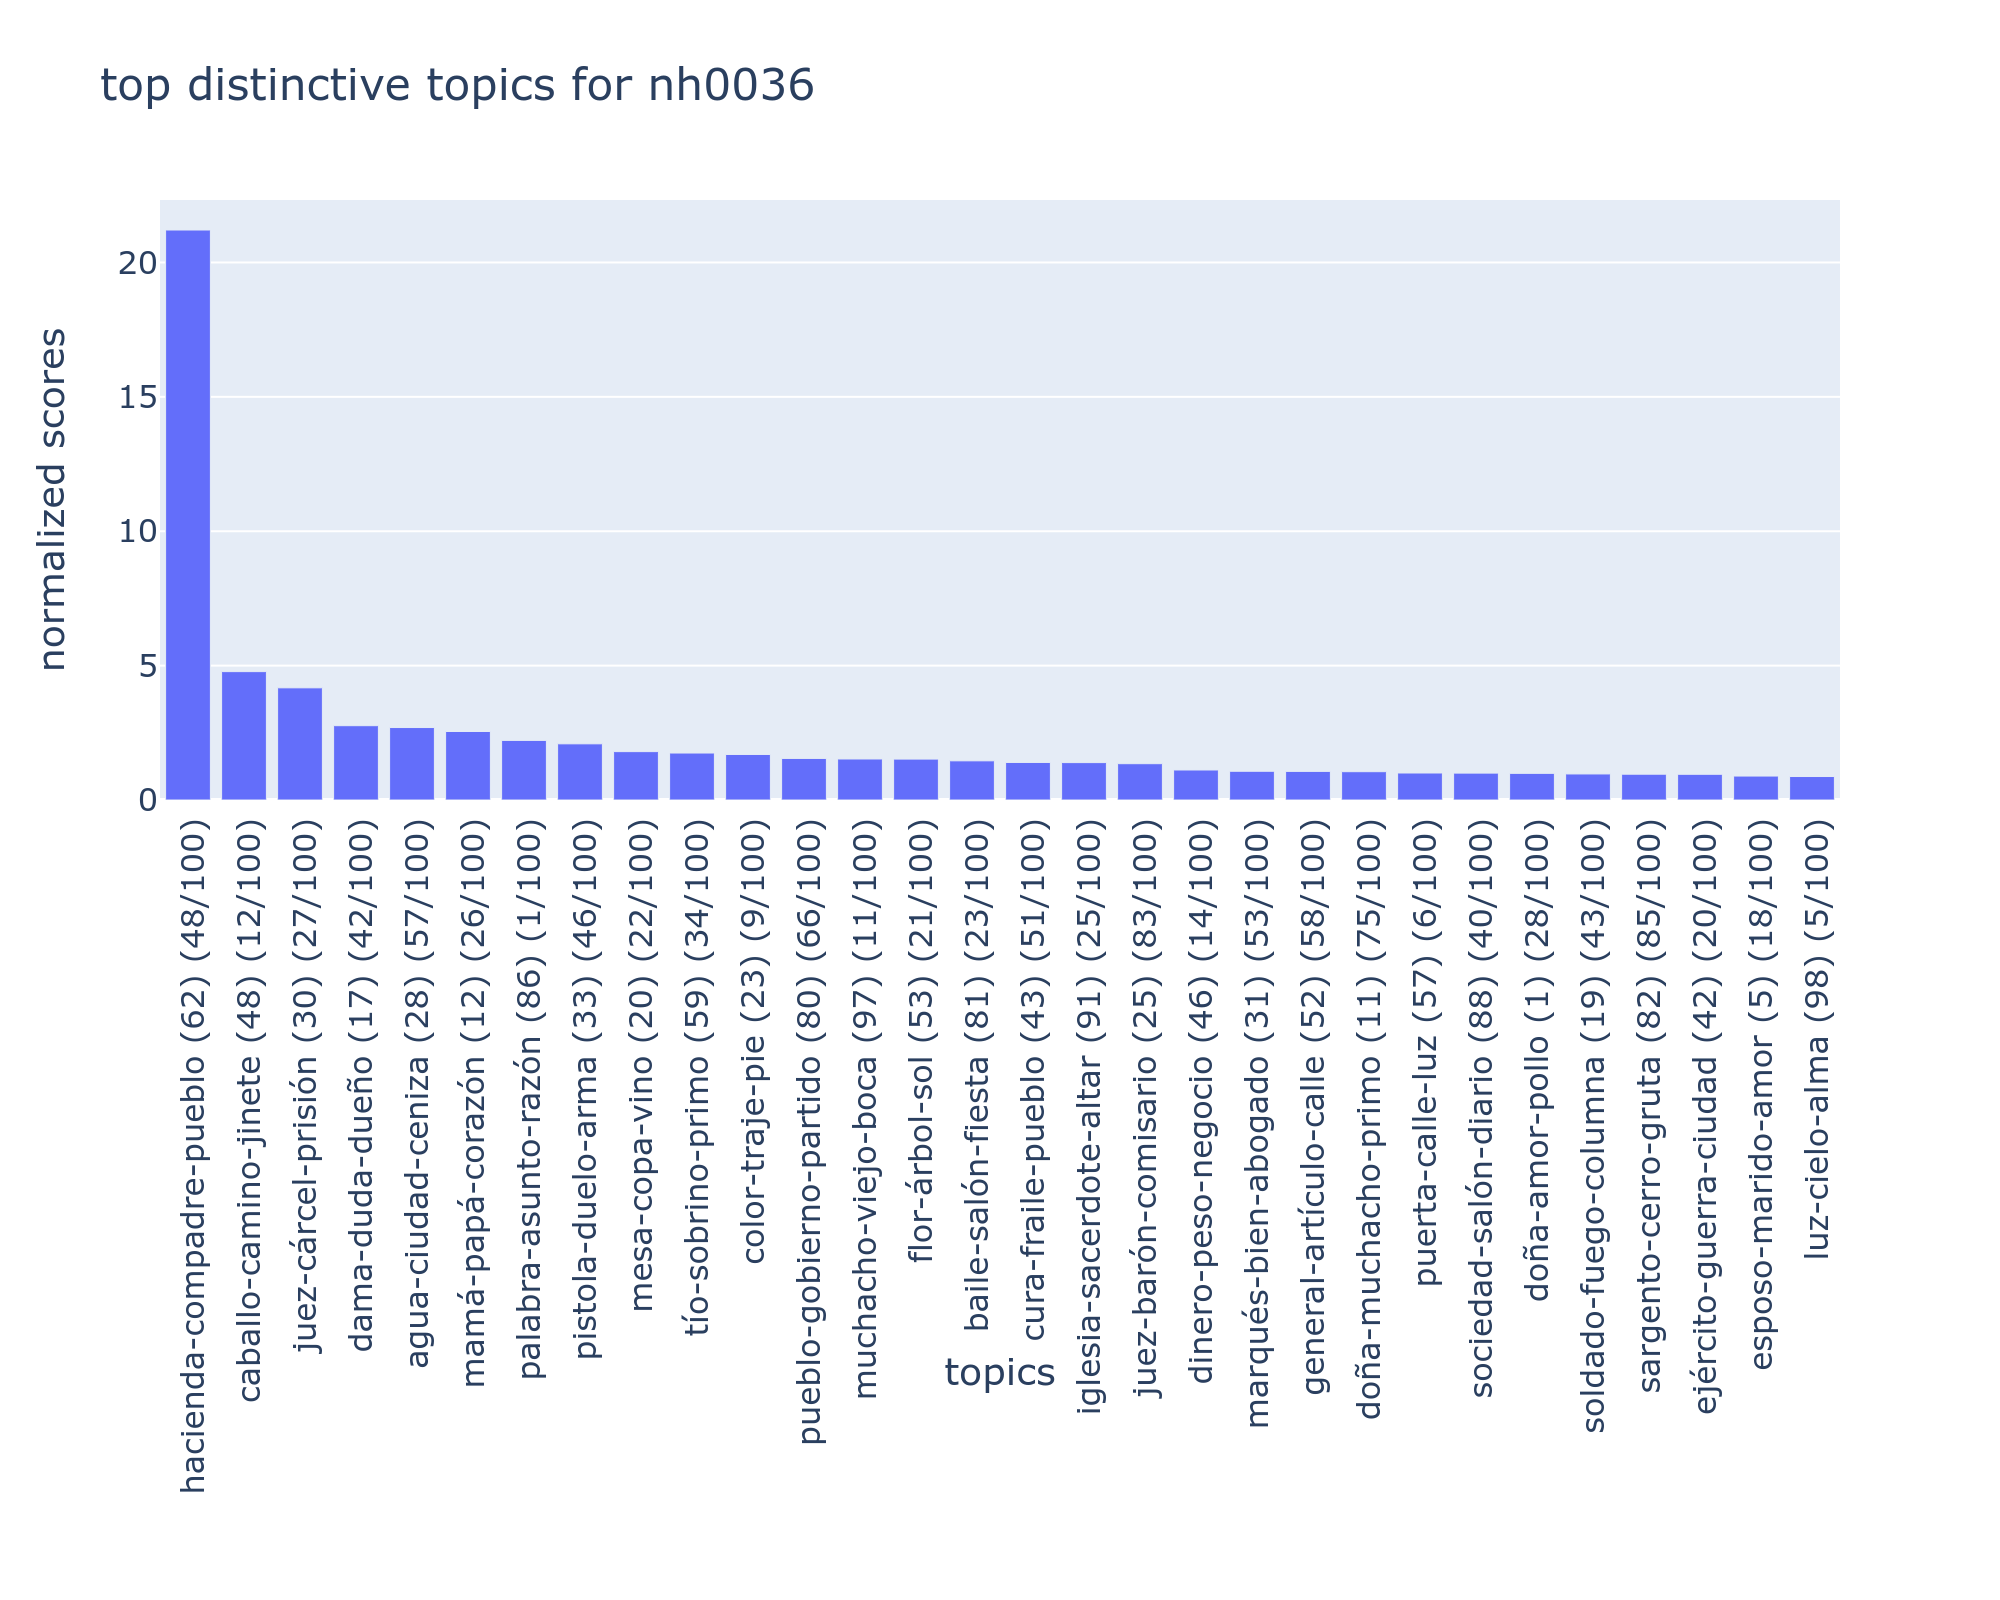 top distinctive topics for nh0036
normalized scores
20
15
10
5
0
hacienda-compadre-pueblo (62) (48/100)
caballo-camino-jinete (48) (12/100)
juez-cárcel-prisión (30) (27/100)
dama-duda-dueño (17) (42/100)
agua-ciudad-ceniza (28) (57/100)
mamá-papá-corazón (12) (26/100)
palabra-asunto-razón (86) (1/100)
pistola-duelo-arma (33) (46/100)
mesa-copa-vino (20) (22/100)
tío-sobrino-primo (59) (34/100)
color-traje-pie (23) (9/100)
pueblo-gobierno-partido (80) (66/100)
muchacho-viejo-boca (97) (11/100)
flor-árbol-sol (53) (21/100)
baile-salón-fiesta (81) (23/100)
cura-fraile-pueblo (43) (51/100)
iglesia-sacerdote-altar (91) (25/100)
juez-barón-comisario (25) (83/100)
dinero-peso-negocio (46) (14/100)
marqués-bien-abogado (31) (53/100)
general-artículo-calle (52) (58/100)
doña-muchacho-primo (11) (75/100)
puerta-calle-luz (57) (6/100)
sociedad-salón-diario (88) (40/100)
doña-amor-pollo (1) (28/100)
soldado-fuego-columna (19) (43/100)
sargento-cerro-gruta (82) (85/100)
ejército-guerra-ciudad (42) (20/100)
esposo-marido-amor (5) (18/100)
luz-cielo-alma (98) (5/100)
topics